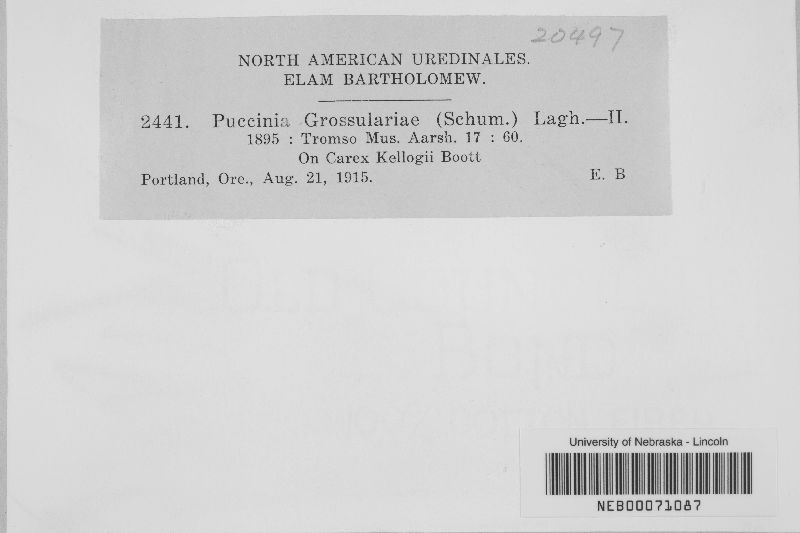 20497
NORTH AMERICAN UREDINALES.
ELAM BARTHOLOMEW.
2441. Puccinia Grossulariae (Schum.) Lagh.—II.
1895 : Tromso Mus. Aarsh. 17 : 60.
On Carex Kellogii Boott
Portland, Ore., Aug. 21, 1915. E. B
University of Nebraska - Lincoln
NEB00071087